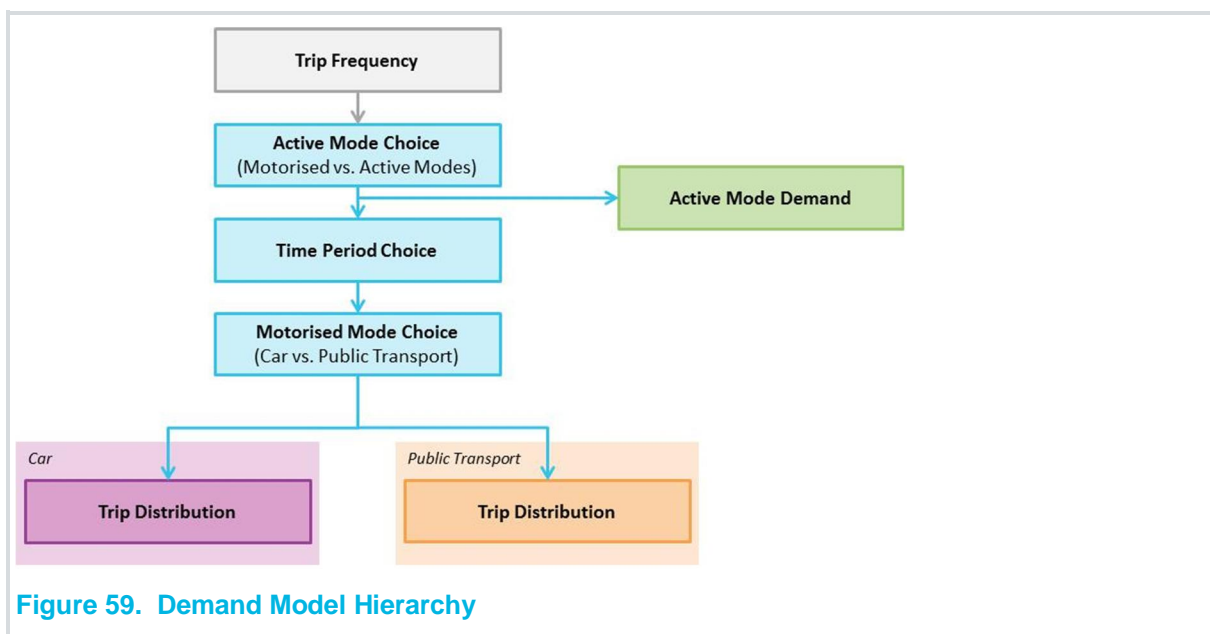 Trip Frequency
Active Mode Choice
(Motorised vs. Active Modes)
Active Mode Demand
Time Period Choice
Motorised Mode Choice
(Car vs. Public Transport)
Car
Trip Distribution
Public Transport
Trip Distribution
Figure 59. Demand Model Hierarchy